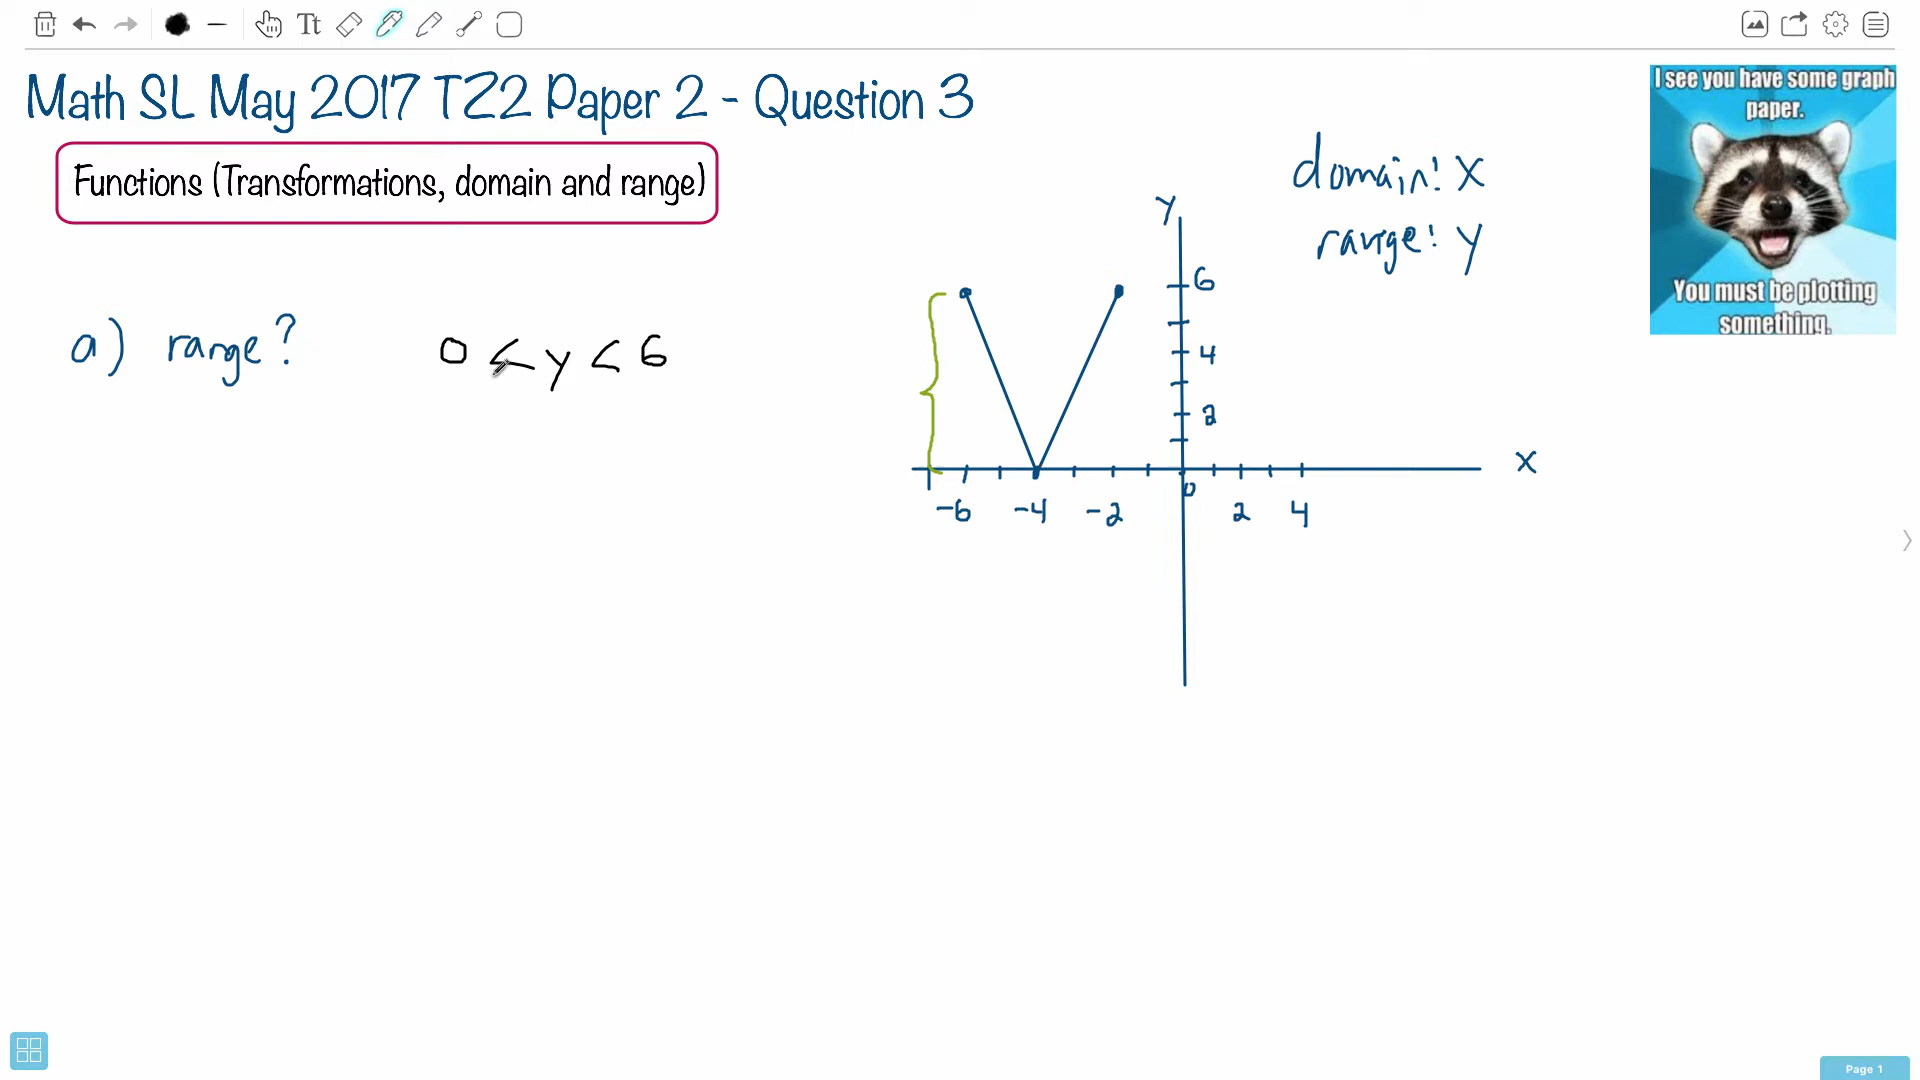 Tt
Math SL May 2017 TZ2 Paper 2 - Question 3
Functions (Transformations, domain and range)
I see you have some graph
paper.
You must be plotting
something.
domain: x
range: y
a) range?
0 < y < 6
y
6
4
2
x
0
-6 -4 -2 2 4
Page 1